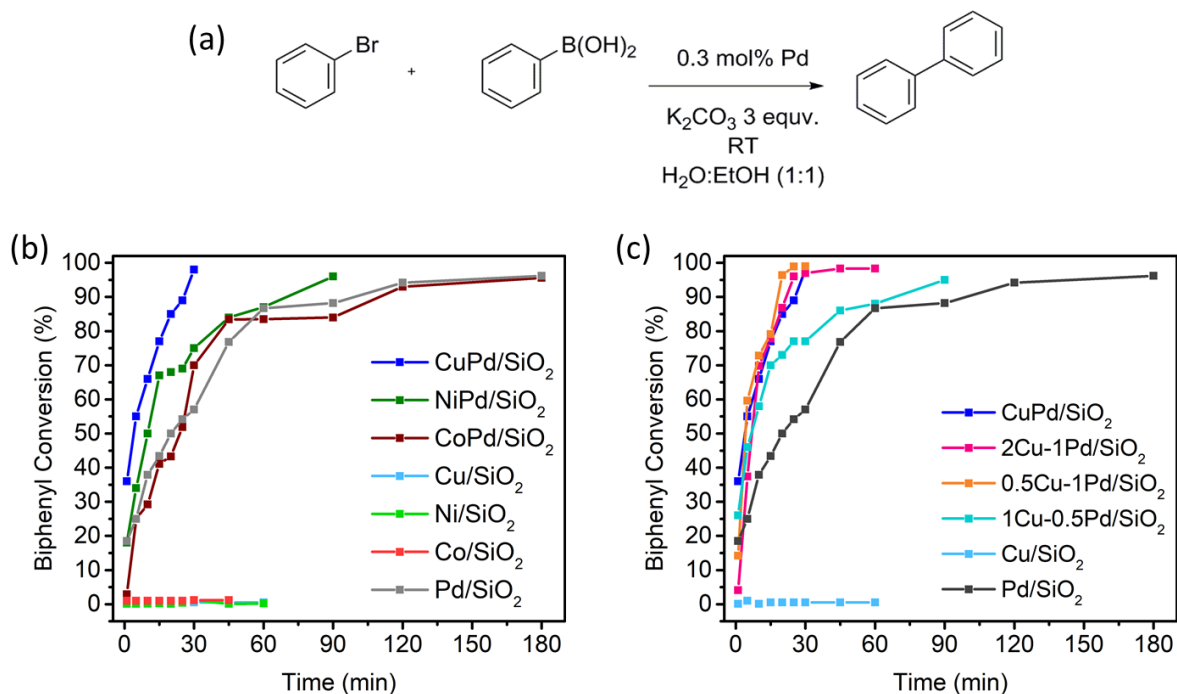 (a)
Br
+
B(OH)2
0.3 mol% Pd
K2CO3 3 equv.
RT
H2O:EtOH (1:1)
(b)
Biphenyl Conversion (%)
100
90
80
70
60
50
40
30
20
10
0
CuPd/SiO2
NiPd/SiO2
CoPd/SiO2
Cu/SiO2
Ni/SiO2
Co/SiO2
Pd/SiO2
0 30 60 90 120 150 180
Time (min)
(c)
Biphenyl Conversion (%)
100
90
80
70
60
50
40
30
20
10
0
CuPd/SiO2
2Cu-1Pd/SiO2
0.5Cu-1Pd/SiO2
1Cu-0.5Pd/SiO2
Cu/SiO2
Pd/SiO2
0 30 60 90 120 150 180
Time (min)